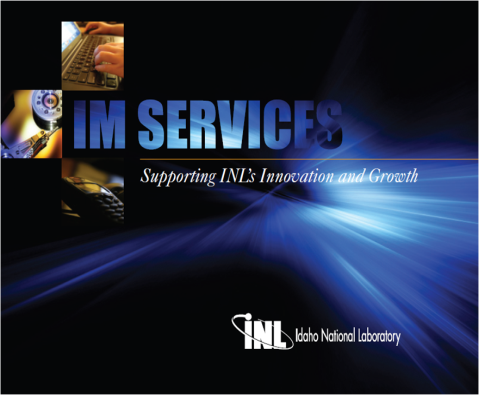 IM SERVICES
Supporting INL's Innovation and Growth
INL Idaho National Laboratory